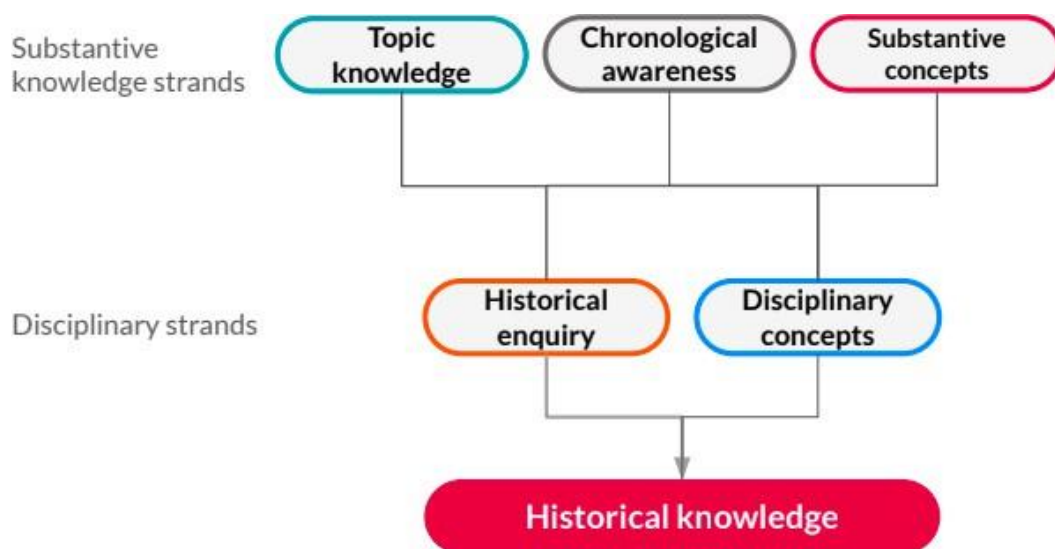 Substantive
knowledge strands
Topic
knowledge
Chronological
awareness
Substantive
concepts
Disciplinary strands
Historical
enquiry
Disciplinary
concepts
Historical knowledge